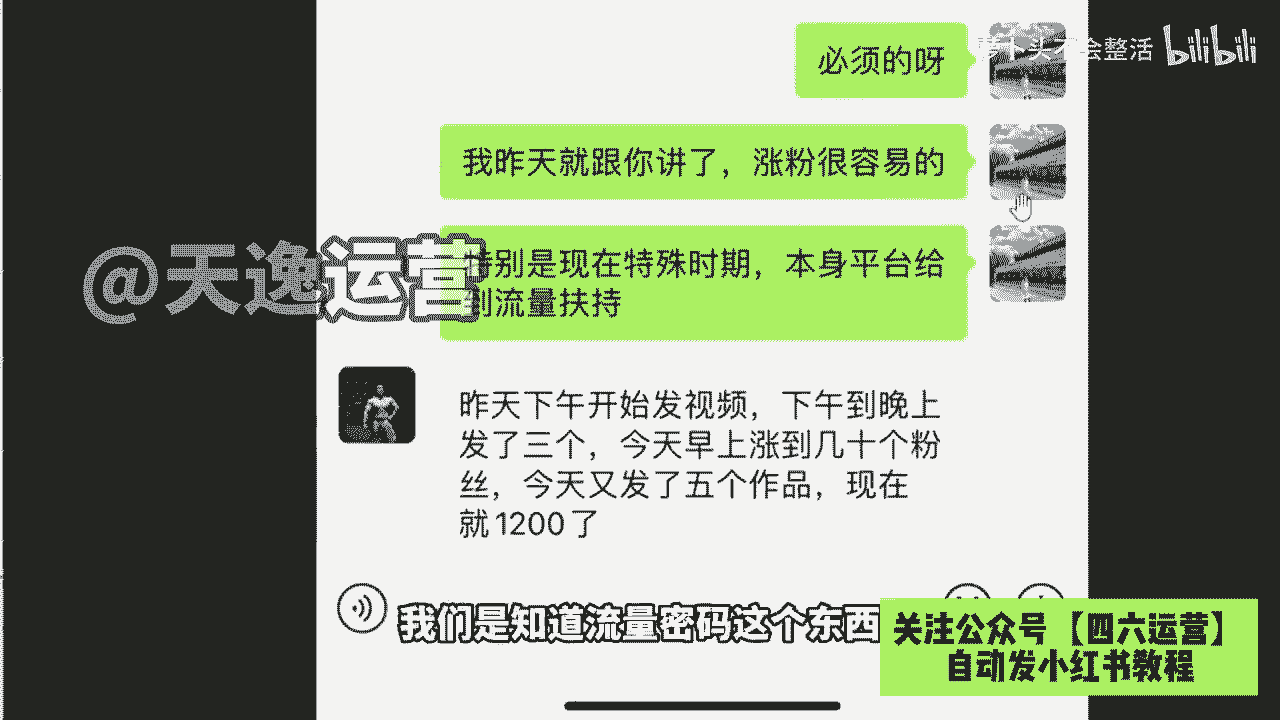 必须的呀
会整活 bilibili
我昨天就跟你讲了，涨粉很容易的
@天逸运营
特别是现在特殊时期，本身平台给
到流量扶持
昨天下午开始发视频，下午到晚上
发了三个，今天早上涨到几十个粉
丝，今天又发了五个作品，现在
就1200了
我们是知道流量密码这个东西
关注公众号【四六运营】
自动发小红书教程